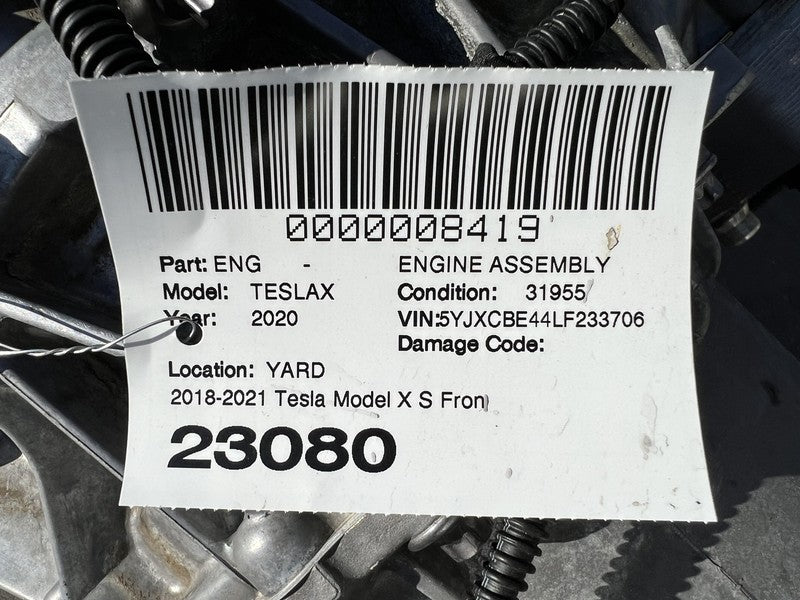 0000008419
Part: ENG - ENGINE ASSEMBLY
Model: TESLAX Condition: 31955
Year: 2020 VIN:5YJXCBE44LF233706
Damage Code:
Location: YARD
2018-2021 Tesla Model X S Fron
23080